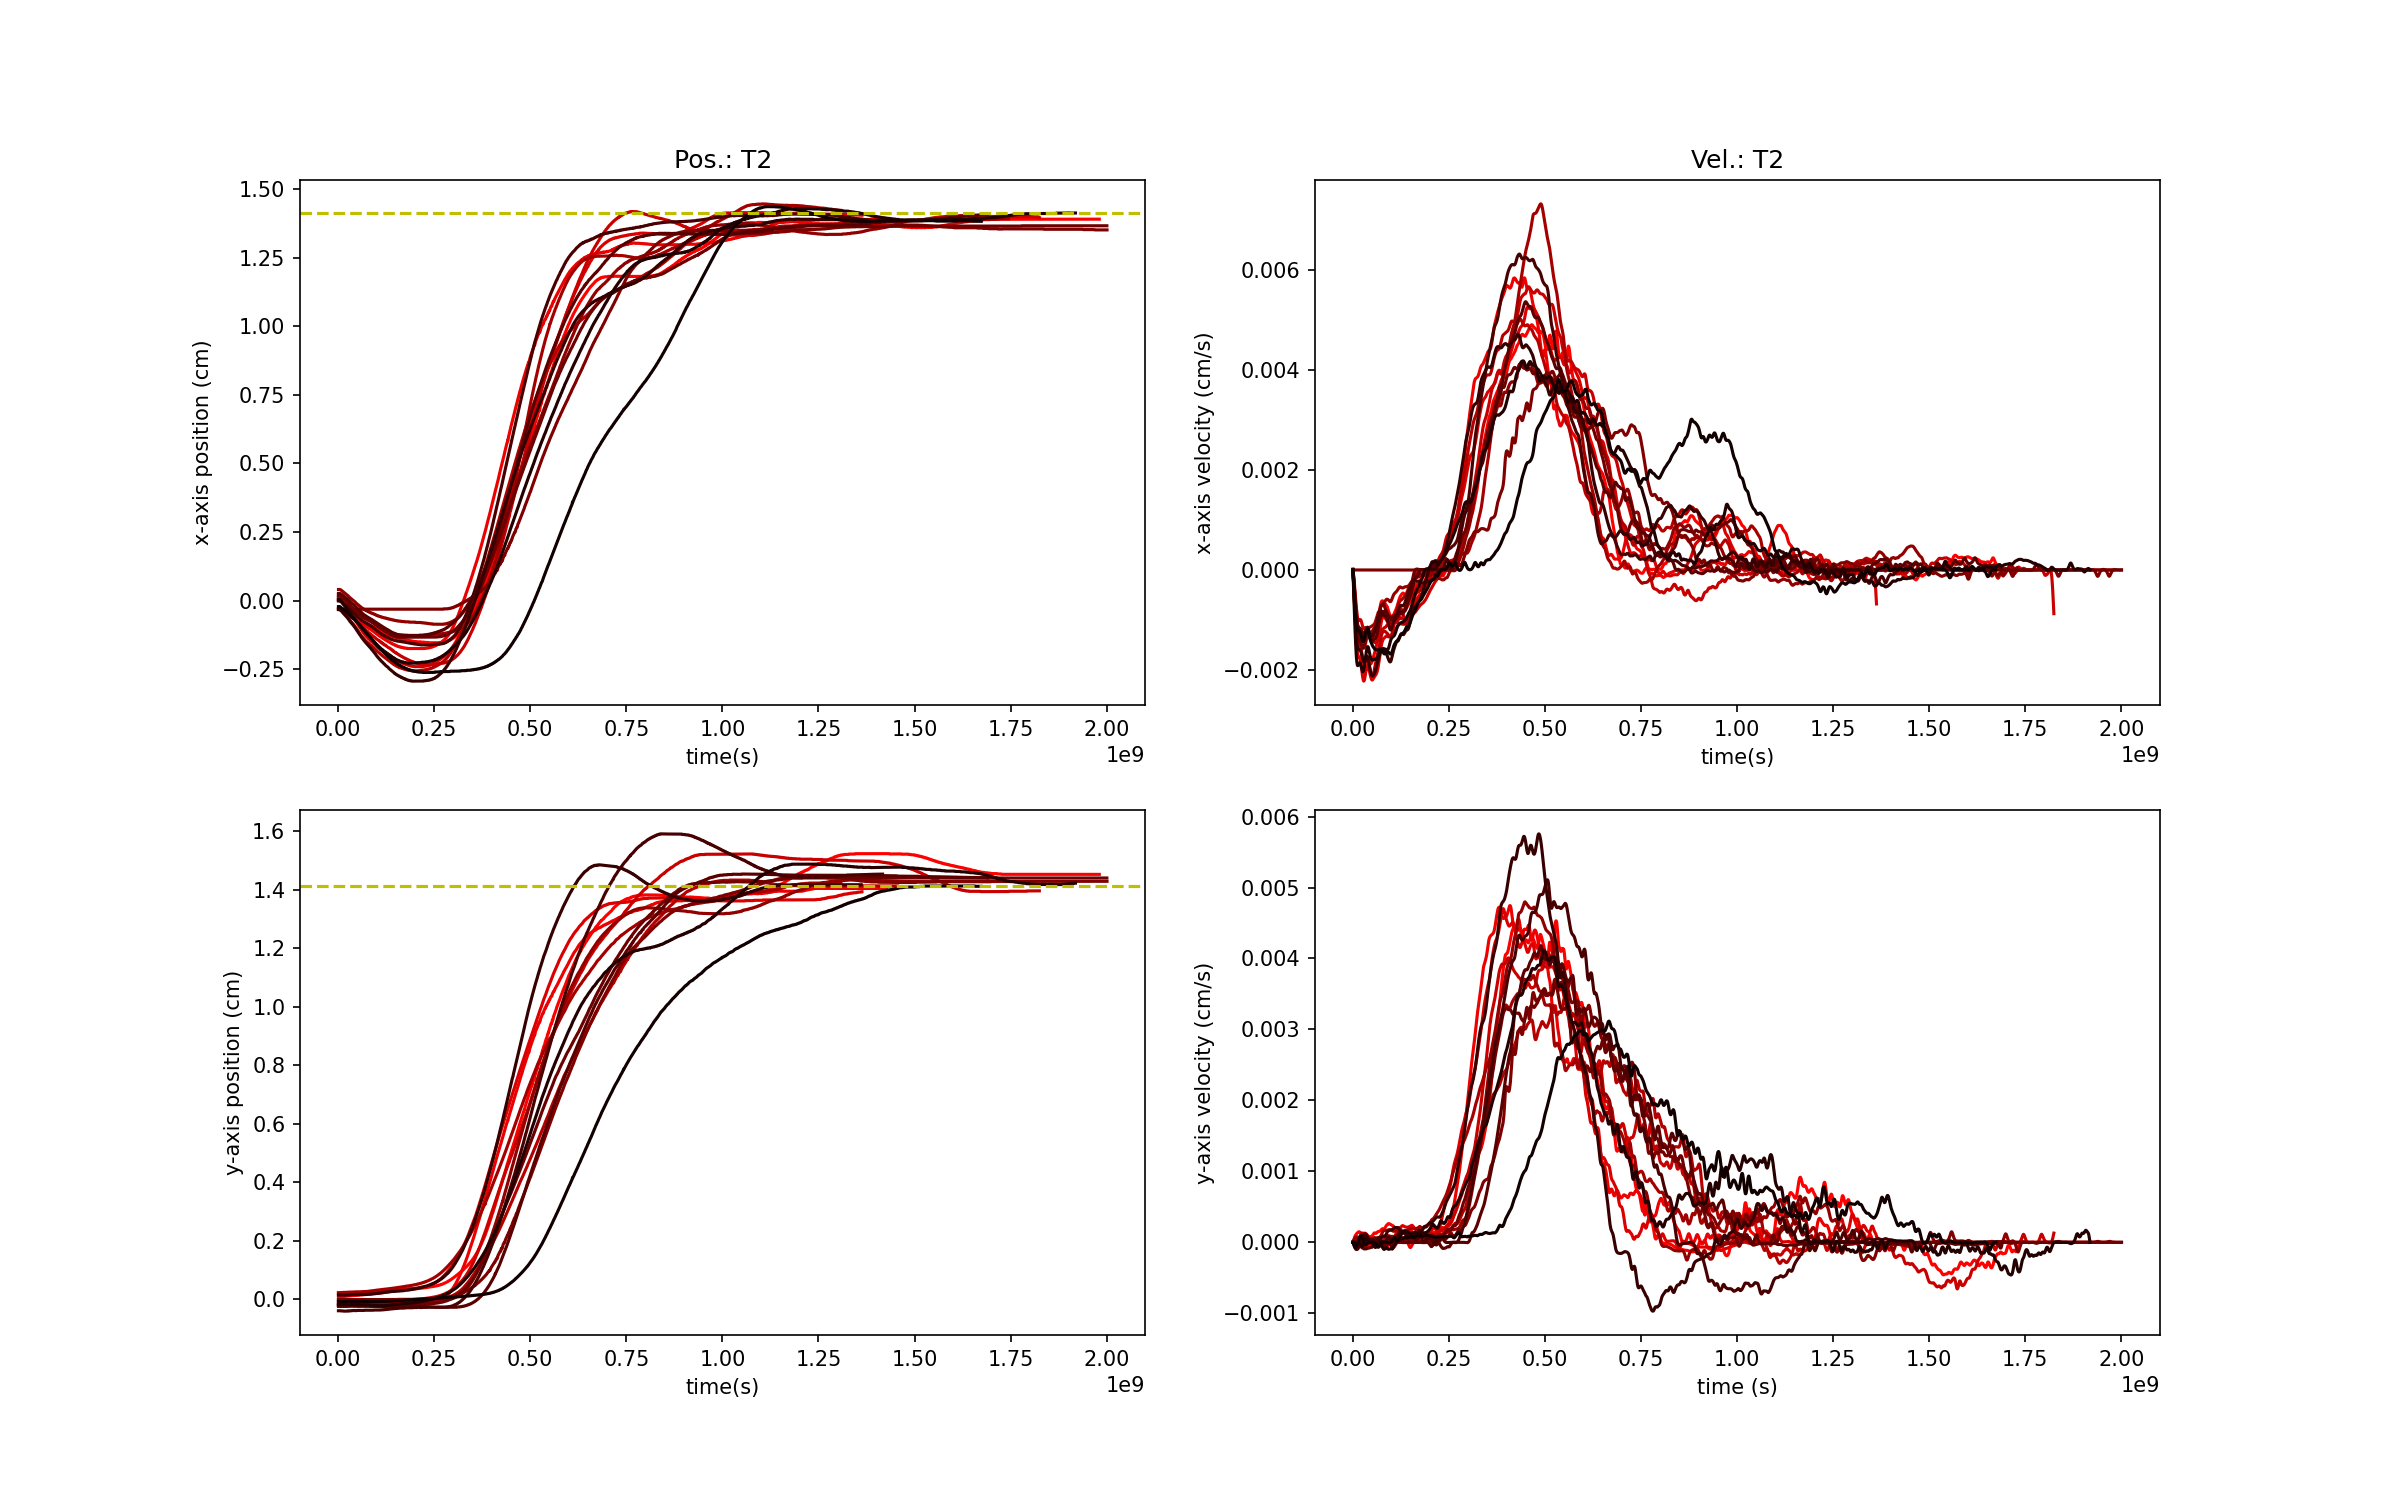 Pos.: T2
1.50
1.25
1.00
0.75
0.50
0.25
0.00
−0.25
x-axis position (cm)
0.00 0.25 0.50 0.75 1.00 1.25 1.50 1.75 2.00
time(s)
1e9
Vel.: T2
0.006
0.004
0.002
0.000
−0.002
x-axis velocity (cm/s)
0.00 0.25 0.50 0.75 1.00 1.25 1.50 1.75 2.00
time(s)
1e9
1.6
1.4
1.2
1.0
0.8
0.6
0.4
0.2
0.0
y-axis position (cm)
0.00 0.25 0.50 0.75 1.00 1.25 1.50 1.75 2.00
time(s)
1e9
0.006
0.005
0.004
0.003
0.002
0.001
0.000
−0.001
y-axis velocity (cm/s)
0.00 0.25 0.50 0.75 1.00 1.25 1.50 1.75 2.00
time (s)
1e9